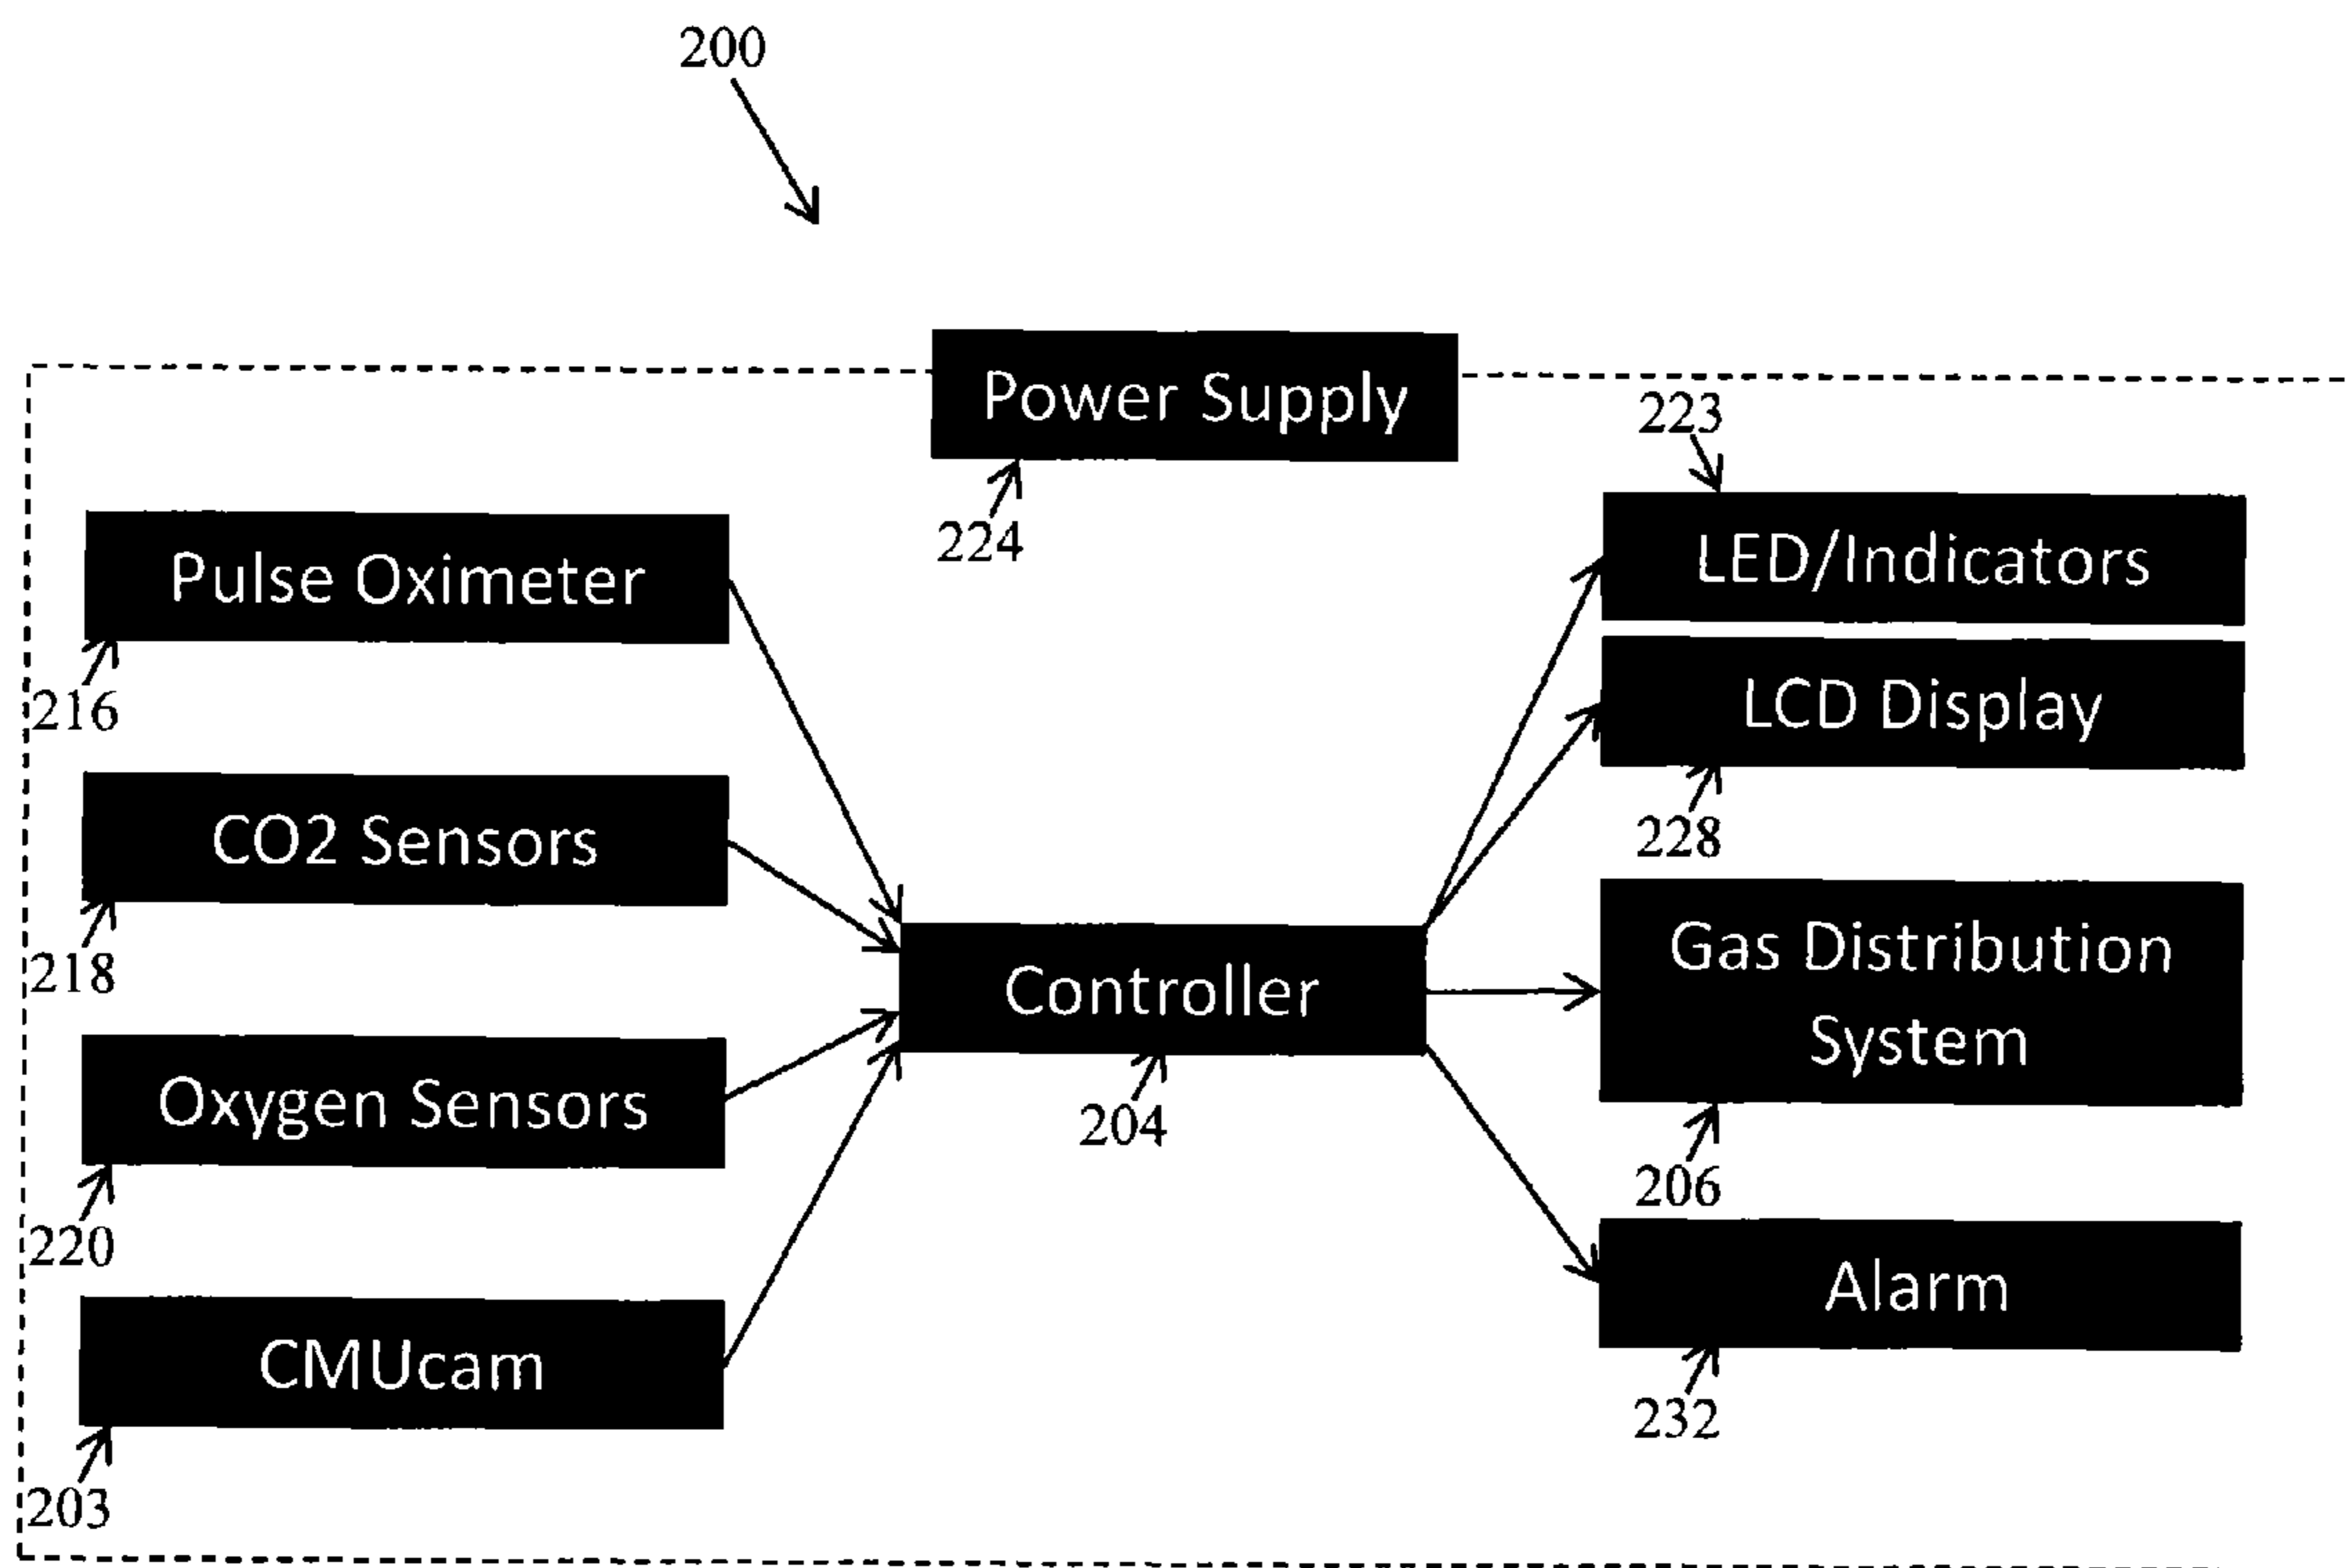 200
Power Supply
224
223
LED/Indicators
Pulse Oximeter
216
LCD Display
228
CO2 Sensors
218
Gas Distribution
System
206
Controller
204
Oxygen Sensors
220
Alarm
232
CMUcam
203